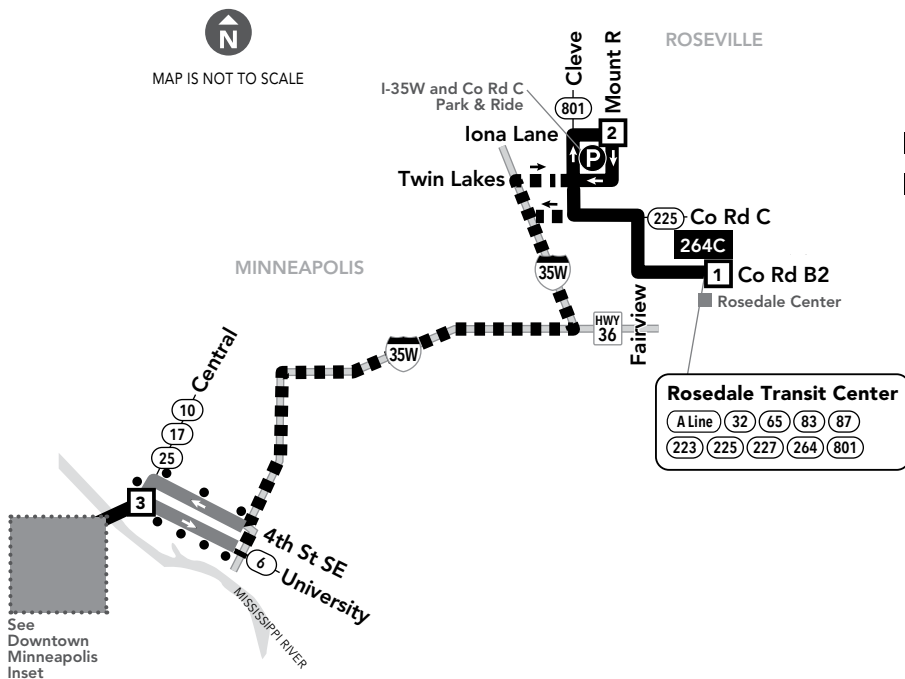 N
MAP IS NOT TO SCALE
ROSEVILLE
Cleve
Mount R
I-35W and Co Rd C
Park & Ride
801
Iona Lane
2
P
Twin Lakes
225
Co Rd C
264C
1
Co Rd B2
Rosedale Center
MINNEAPOLIS
35W
HWY
36
Fairview
35W
Rosedale Transit Center
A Line 32 65 83 87
223 225 227 264 801
Central
10
17
25
3
4th St SE
6
University
MISSISSIPPI RIVER
See
Downtown
Minneapolis
Inset